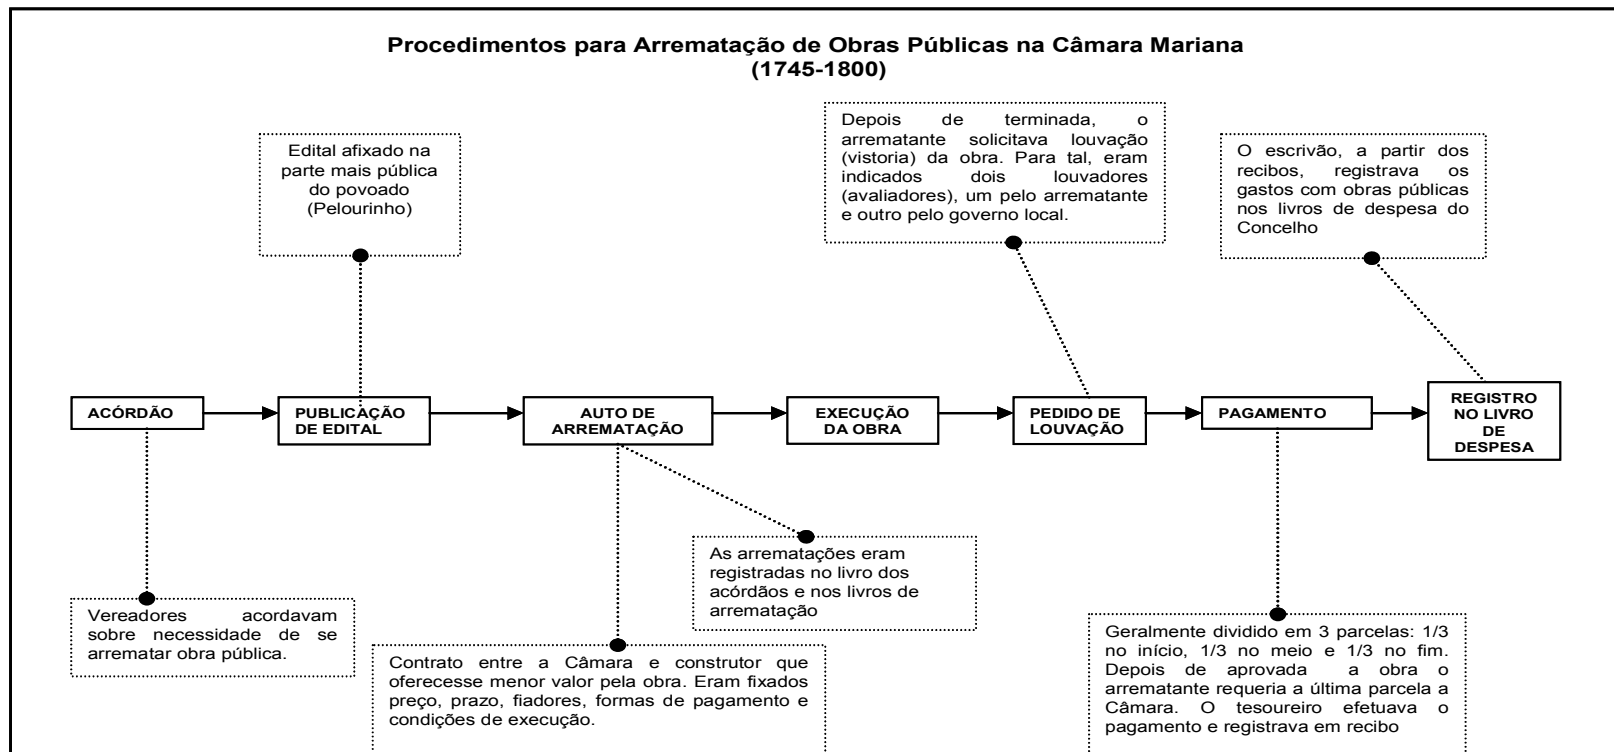 Procedimentos para Arrematação de Obras Públicas na Câmara Mariana
(1745-1800)
Edital afixado na
parte mais pública
do povoado
(Pelourinho)
Depois de terminada, o
arrematante solicitava louvação
(vistoria) da obra. Para tal, eram
indicados dois louvadores
(avaliadores), um pelo arrematante
e outro pelo governo local.
O escrivão, a partir dos
recibos, registrava os
gastos com obras públicas
nos livros de despesa do
Concelho
ACÓRDÃO
PUBLICAÇÃO
DE EDITAL
AUTO DE
ARREMATAÇÃO
EXECUÇÃO
DA OBRA
PEDIDO DE
LOUVAÇÃO
PAGAMENTO
REGISTRO
NO LIVRO
DE
DESPESA
Vereadores acordavam
sobre necessidade de se
arrematar obra pública.
Contrato entre a Câmara e construtor que
oferecesse menor valor pela obra. Eram fixados
preço, prazo, fiadores, formas de pagamento e
condições de execução.
As arrematações eram
registradas no livro dos
acórdãos e nos livros de
arrematação
Geralmente dividido em 3 parcelas: 1/3
no início, 1/3 no meio e 1/3 no fim.
Depois de aprovada a obra o
arrematante requeria a última parcela a
Câmara. O tesoureiro efetuava o
pagamento e registrava em recibo